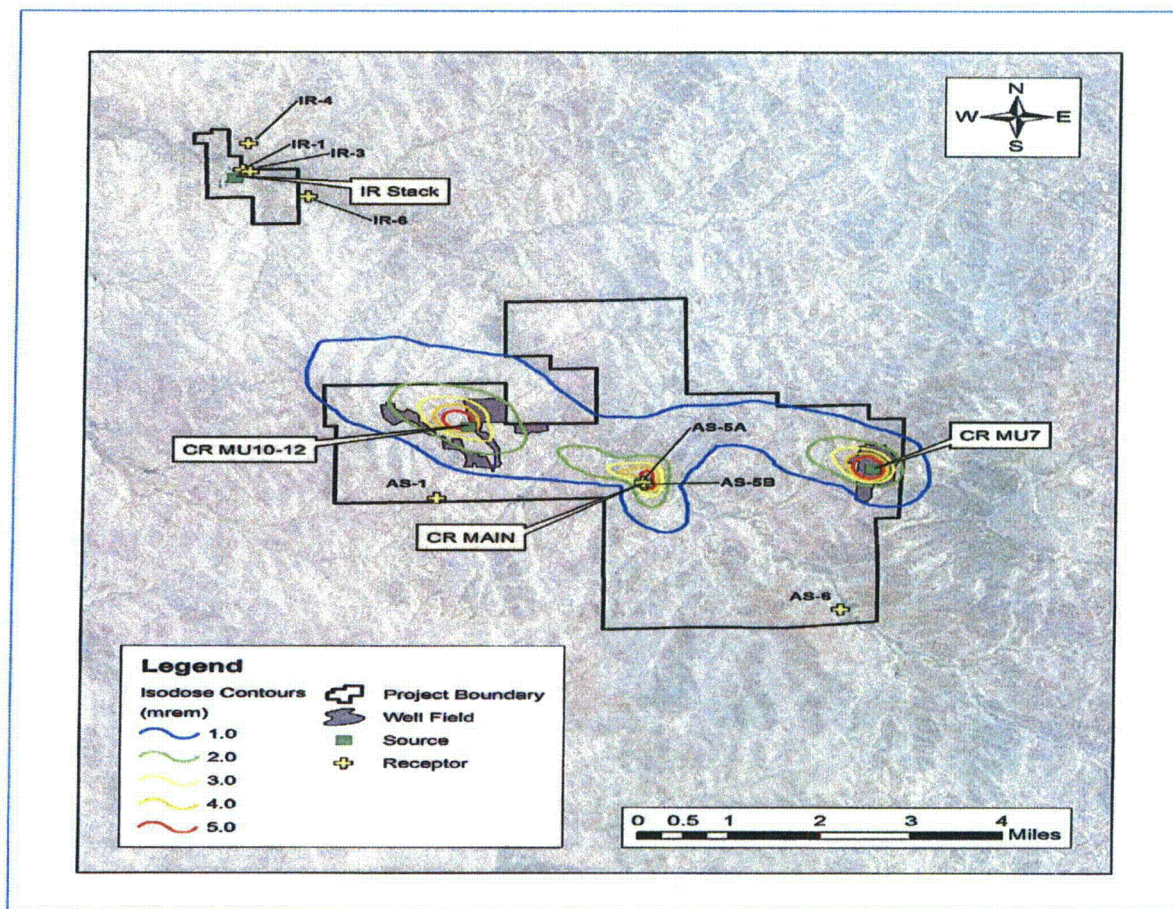 N
W E
S
IR-4
IR-1
IR-3
IR Stack
IR-6
CR MU10-12
AS-5A
CR MU7
AS-1
AS-5B
CR MAIN
AS-6
Legend
Isodose Contours
(mrem)
1.0
2.0
3.0
4.0
5.0
Project Boundary
Well Field
Source
Receptor
0 0.5 1 2 3 4
Miles